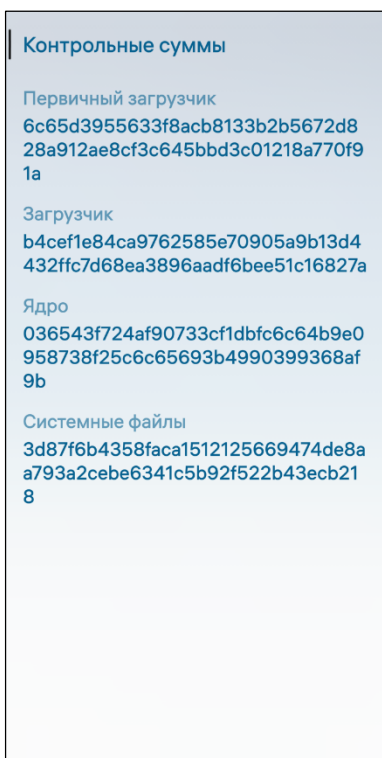 Контрольные суммы
Первичный загрузчик
6c65d3955633f8acb8133b2b5672d8
28a912ae8cf3c645bbd3c01218a770f9
1a
Загрузчик
b4cef1e84ca9762585e70905a9b13d4
432ffc7d68ea3896aadf6bee51c16827a
Ядро
036543f724af90733cf1dbfc6c64b9e0
958738f25c6c65693b4990399368af
9b
Системные файлы
3d87f6b4358faca1512125669474de8a
a793a2cebe6341c5b92f522b43ecb21
8